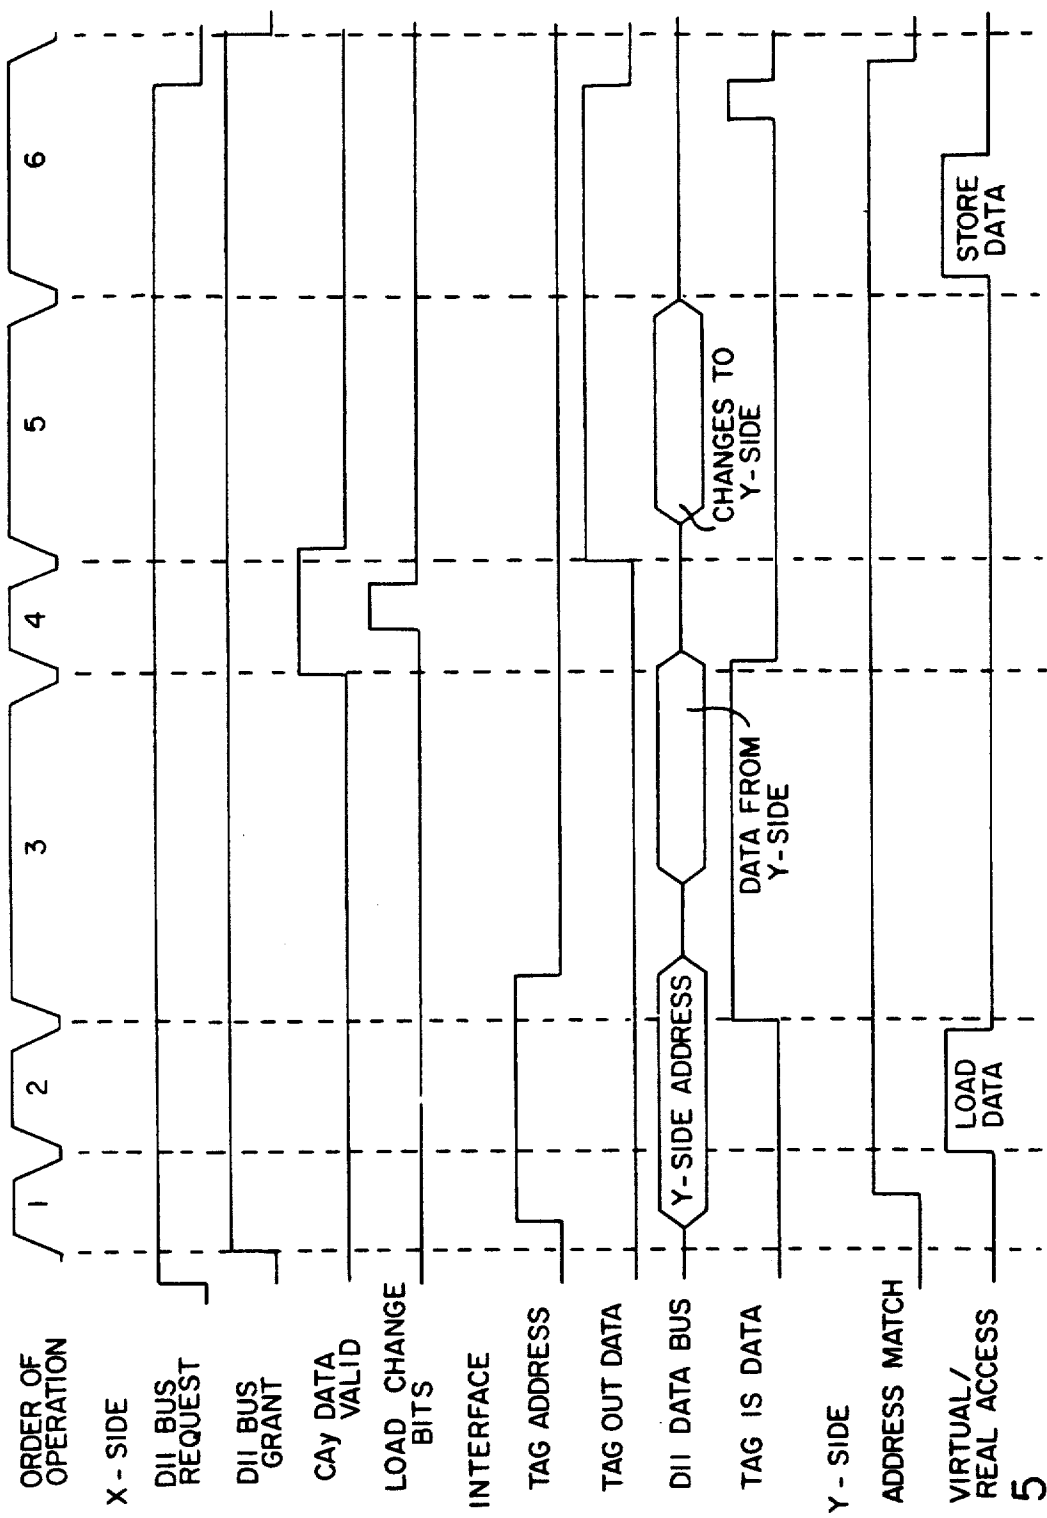 ORDER OF
OPERATION
1
2
3
4
5
6
X-SIDE
DII BUS
REQUEST
DII BUS
GRANT
CAy DATA
VALID
LOAD CHANGE
BITS
INTERFACE
TAG ADDRESS
TAG OUT DATA
DII DATA BUS
Y-SIDE ADDRESS
DATA FROM
Y-SIDE
CHANGES TO
Y-SIDE
TAG IS DATA
Y-SIDE
ADDRESS MATCH
VIRTUAL/
REAL ACCESS
LOAD
DATA
STORE
DATA
5